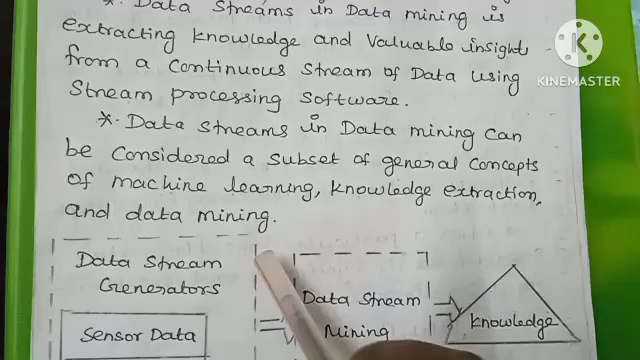 * Data Streams in Data mining is
extracting knowledge and valuable insights
from a Continuous Stream of Data using
Stream processing Software.
* Data Streams in Data mining Can
be Considered a Subset of general Concepts
of machine learning, knowledge extraction,
and data mining.
Data Stream
Generators
Sensor Data
Data Stream
Mining
knowledge
KINEMASTER